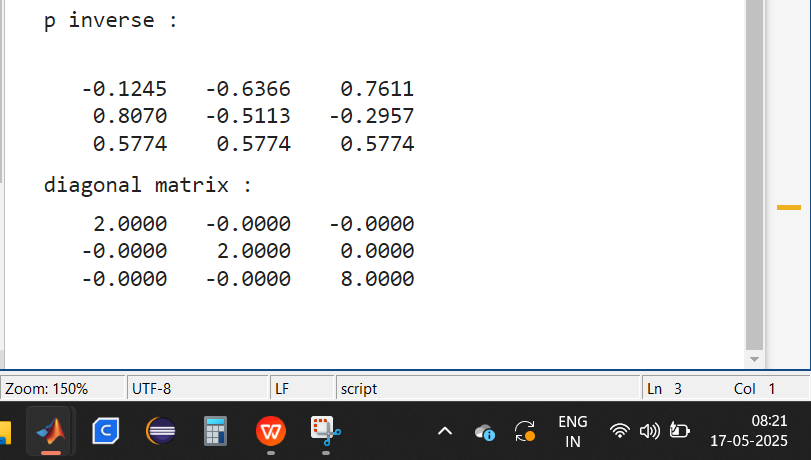 p inverse :
-0.1245 -0.6366 0.7611
0.8070 -0.5113 -0.2957
0.5774 0.5774 0.5774
diagonal matrix :
2.0000 -0.0000 -0.0000
-0.0000 2.0000 0.0000
-0.0000 -0.0000 8.0000
Zoom: 150% UTF-8 LF script Ln 3 Col 1
ENG 08:21
IN 17-05-2025